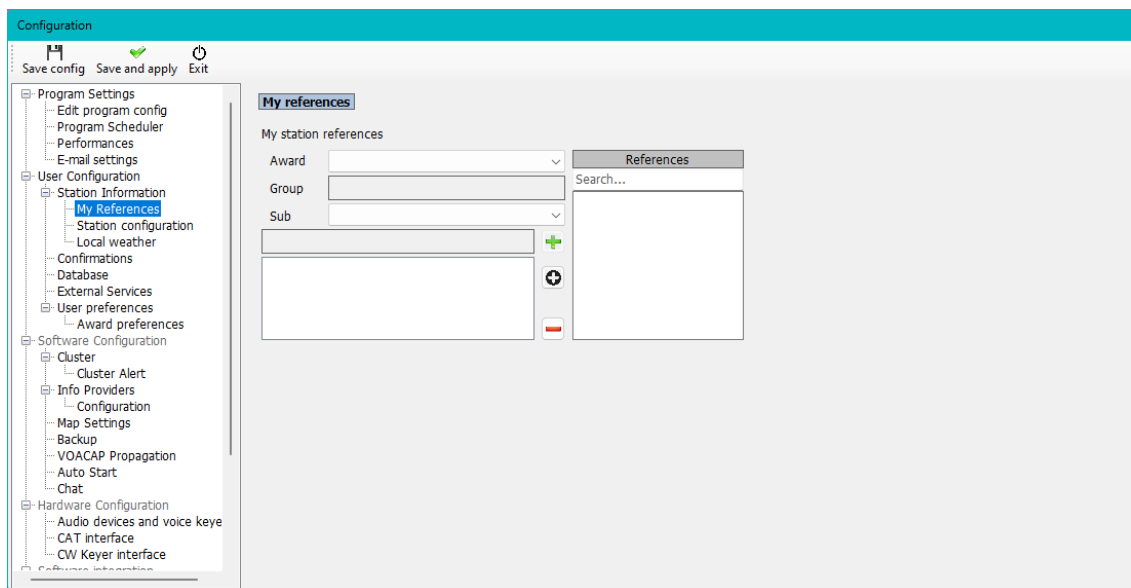 Configuration
Save config Save and apply Exit
Program Settings
Edit program config
Program Scheduler
Performances
E-mail settings
User Configuration
Station Information
My References
Station configuration
Local weather
Confirmations
Database
External Services
User preferences
Award preferences
Software Configuration
Cluster
Cluster Alert
Info Providers
Configuration
Map Settings
Backup
VOACAP Propagation
Auto Start
Chat
Hardware Configuration
Audio devices and voice keye
CAT interface
CW Keyer interface
Software integration
My references
My station references
Award
Group
Sub
References
Search...